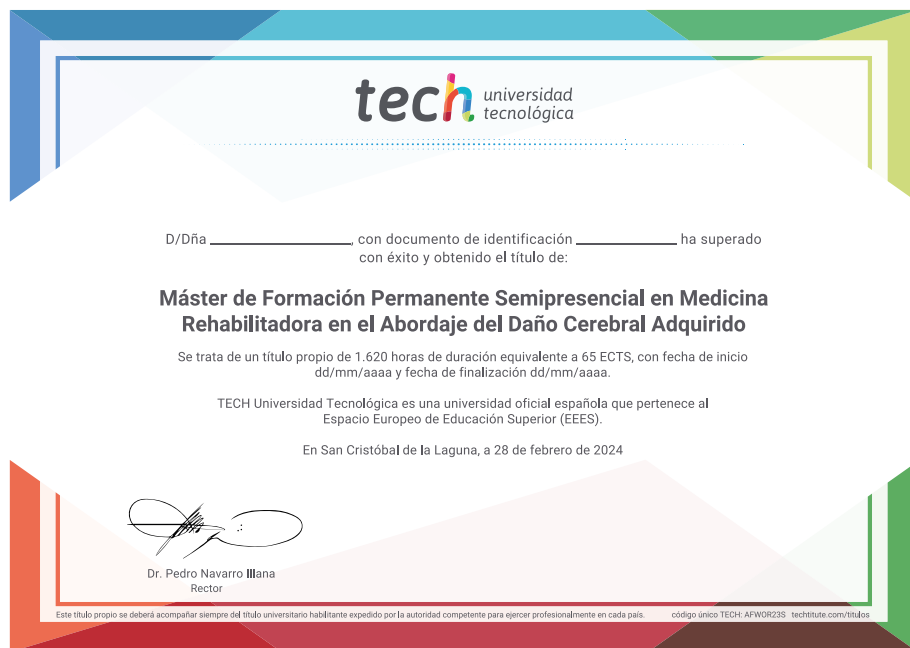 tech universidad
tecnológica
D/Dña ____________________, con documento de identificación ______________ ha superado
con éxito y obtenido el título de:
Máster de Formación Permanente Semipresencial en Medicina
Rehabilitadora en el Abordaje del Daño Cerebral Adquirido
Se trata de un título propio de 1.620 horas de duración equivalente a 65 ECTS, con fecha de inicio
dd/mm/aaaa y fecha de finalización dd/mm/aaaa.
TECH Universidad Tecnológica es una universidad oficial española que pertenece al
Espacio Europeo de Educación Superior (EEES).
En San Cristóbal de la Laguna, a 28 de febrero de 2024
Dr. Pedro Navarro Illana
Rector
Este título propio se deberá acompañar siempre del título universitario habilitante expedido por la autoridad competente para ejercer profesionalmente en cada país. código único TECH: AFWOR23S techtitute.com/titulos